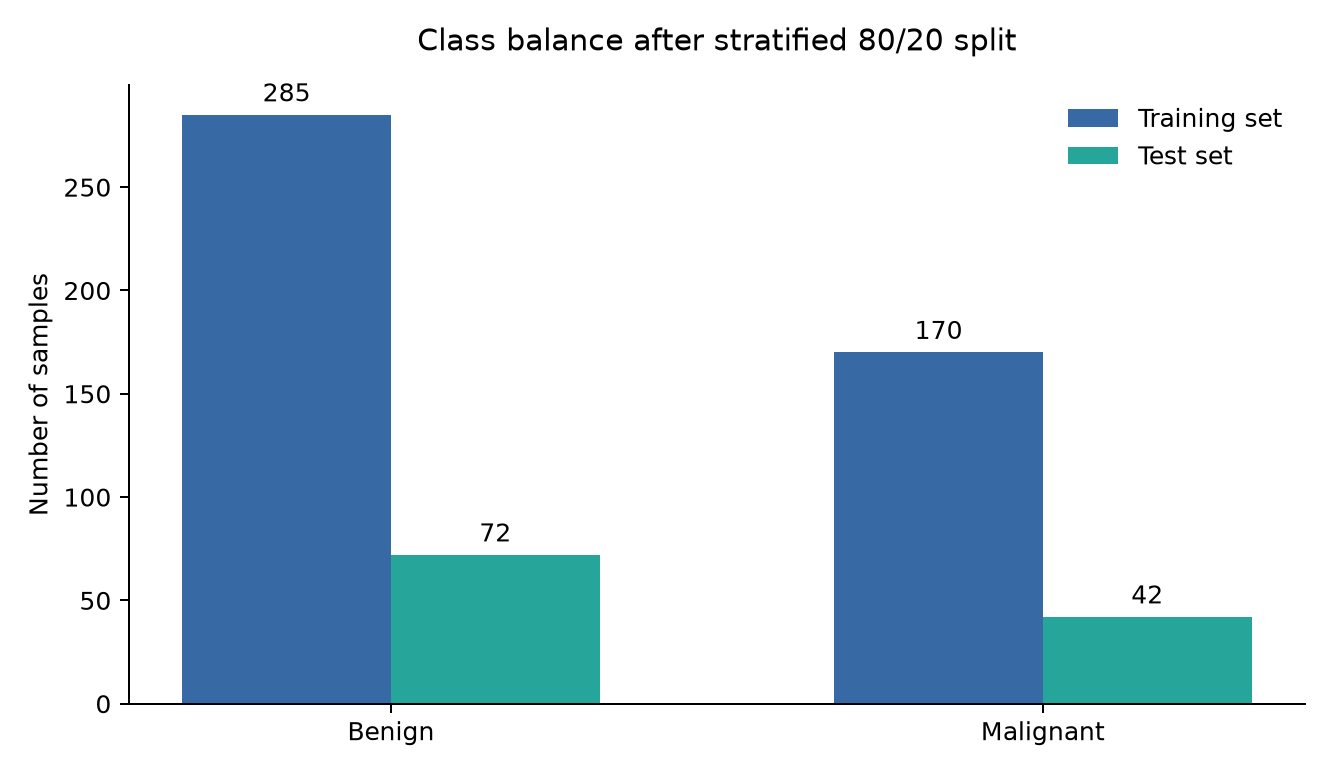 Class balance after stratified 80/20 split
285
Training set
Test set
250
200
170
150
Number of samples
100
72
50
42
0
Benign
Malignant